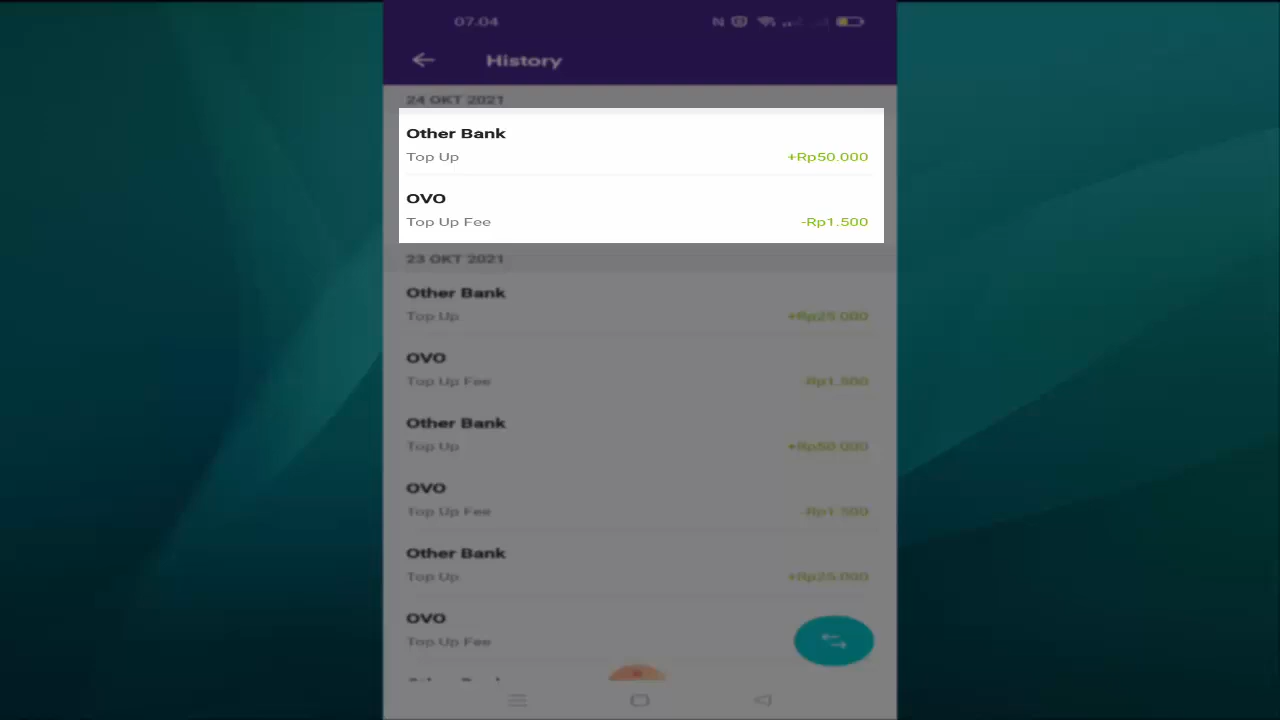 07.04
History
24 OKT 2021
Other Bank
Top Up +Rp50.000
OVO
Top Up Fee -Rp1.500
23 OKT 2021
Other Bank
Top Up +Rp25.000
OVO
Top Up Fee -Rp1.500
Other Bank
Top Up +Rp50.000
OVO
Top Up Fee -Rp1.500
Other Bank
Top Up +Rp25.000
OVO
Top Up Fee